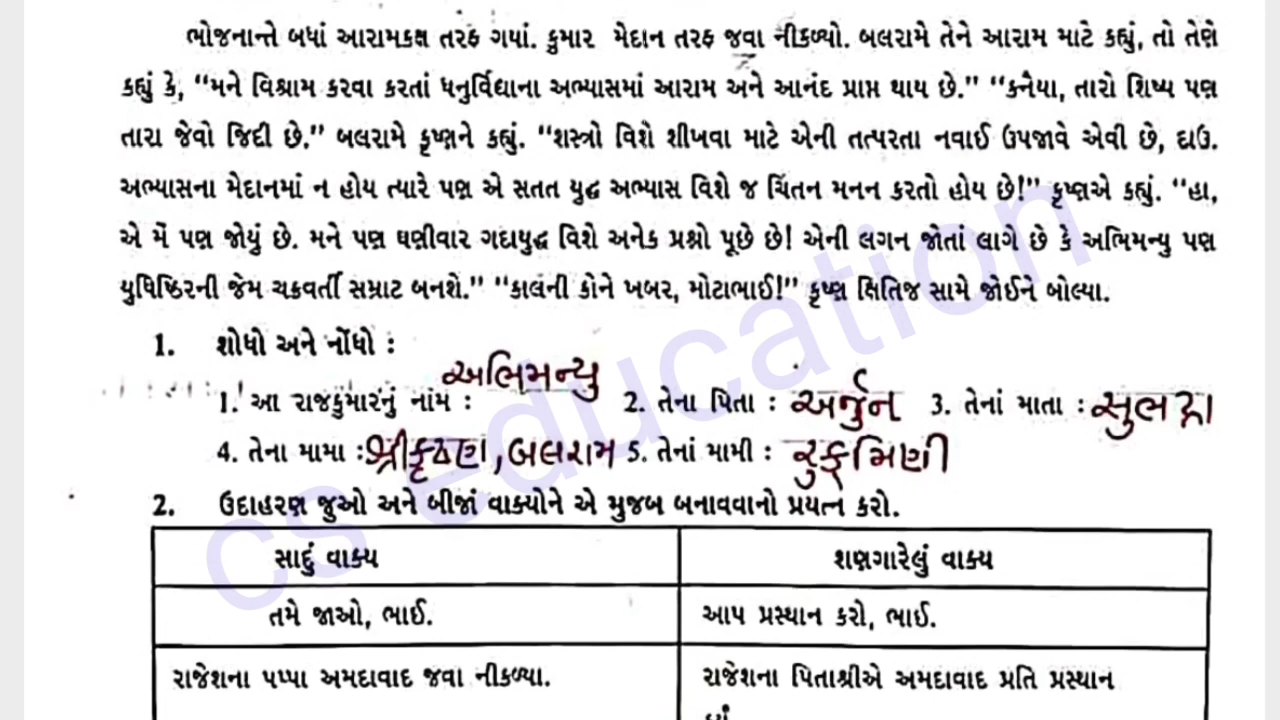 ભોજનાન્તે બધાં આરામકક્ષ તરફ ગયાં. કુમાર મેદાન તરફ જવા નીકળ્યો. બલરામે તેને આરામ માટે કહ્યું, તો તેણે
કહ્યું કે, “મને વિશ્રામ કરવા કરતાં ધનુર્વિદ્યાના અભ્યાસમાં આરામ અને આનંદ પ્રાપ્ત થાય છે.” “કનૈયા, તારો શિષ્ય પણ
તારા જેવો જિદ્દી છે.” બલરામે કૃષ્ણને કહ્યું. “શસ્ત્રો વિશે શીખવા માટે એની તત્પરતા નવાઈ ઉપજાવે એવી છે, દાઉ.
અભ્યાસના મેદાનમાં ન હોય ત્યારે પણ એ સતત યુદ્ધ અભ્યાસ વિશે જ ચિંતન મનન કરતો હોય છે!” કૃષ્ણએ કહ્યું. “હા,
એ મેં પણ જોયું છે. મને પણ ઘણીવાર ગદાયુદ્ધ વિશે અનેક પ્રશ્નો પૂછે છે! એની લગન જોતાં લાગે છે કે અભિમન્યુ પણ
યુધિષ્ઠિરની જેમ ચક્રવર્તી સમ્રાટ બનશે.” “કાલની કોને ખબર, મોટાભાઈ!” કૃષ્ણ ક્ષિતિજ સામે જોઈને બોલ્યા.
1. શોધો અને નોંધો :
1. આ રાજકુમારનું નામ : અભિમન્યુ 2. તેના પિતા : અર્જુન 3. તેનાં માતા : સુભદ્રા
4. તેના મામા : શ્રીકૃષ્ણ, બલરામ 5. તેનાં મામી : રુક્મિણી
2. ઉદાહરણ જુઓ અને બીજાં વાક્યોને એ મુજબ બનાવવાનો પ્રયત્ન કરો.
સાદું વાક્ય શણગારેલું વાક્ય
તમે જાઓ, ભાઈ. આપ પ્રસ્થાન કરો, ભાઈ.
રાજેશના પપ્પા અમદાવાદ જવા નીકળ્યા. રાજેશના પિતાશ્રીએ અમદાવાદ પ્રતિ પ્રસ્થાન
cs education